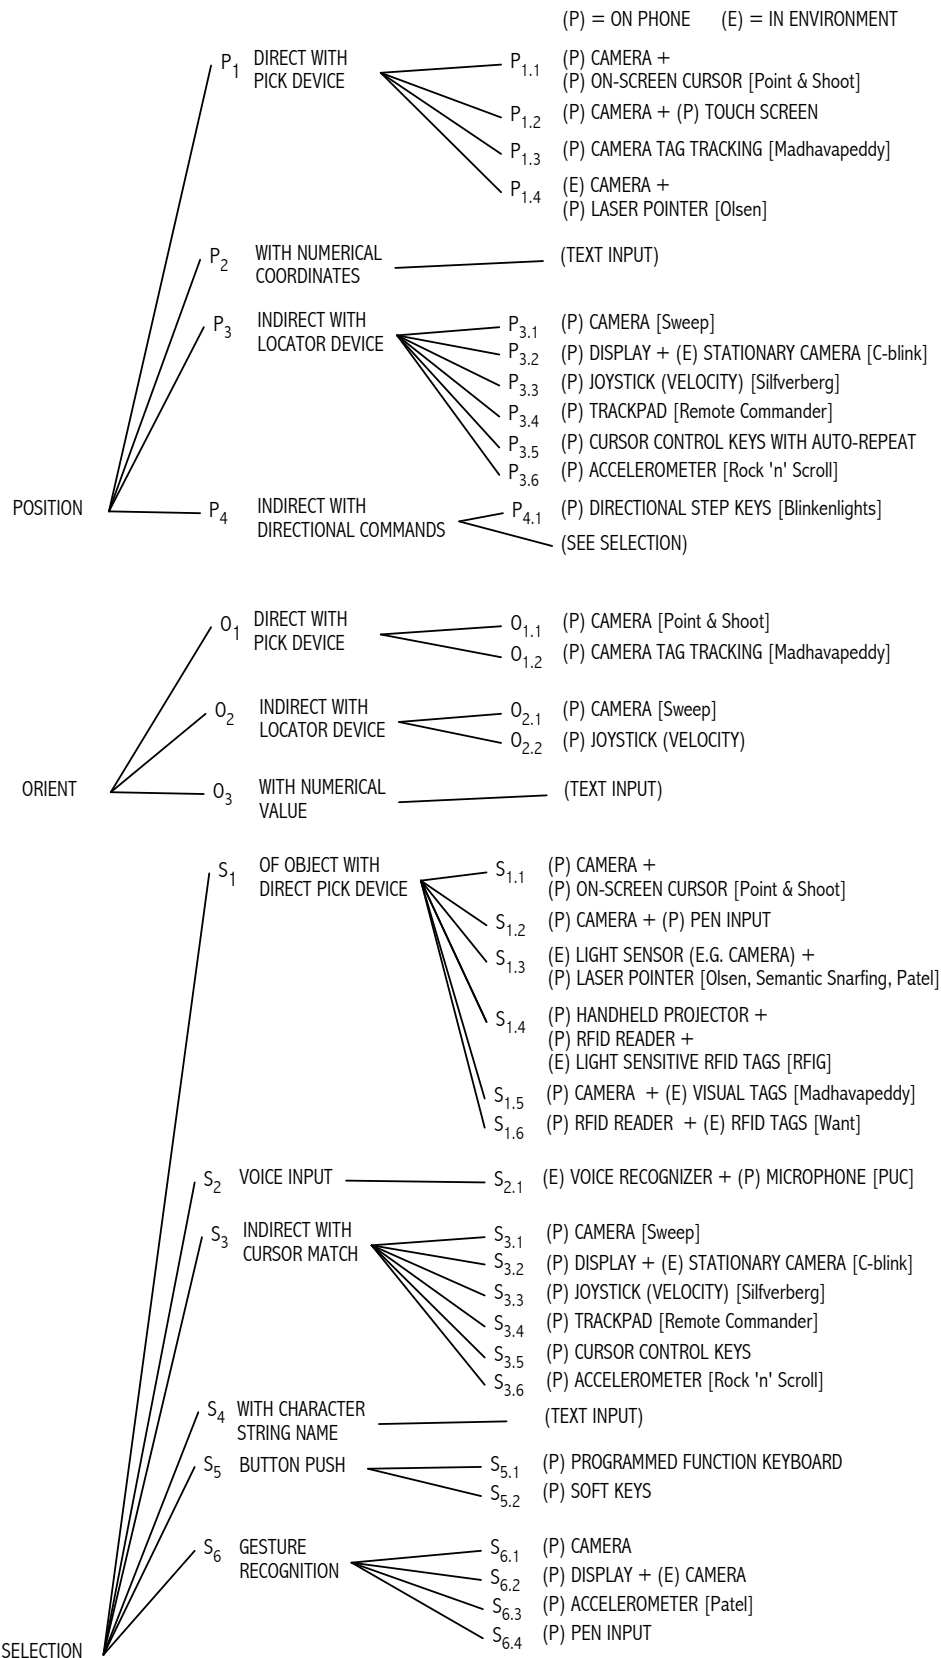 (P) = ON PHONE (E) = IN ENVIRONMENT
P1 DIRECT WITH
PICK DEVICE
P1.1 (P) CAMERA +
(P) ON-SCREEN CURSOR [Point & Shoot]
P1.2 (P) CAMERA + (P) TOUCH SCREEN
P1.3 (P) CAMERA TAG TRACKING [Madhavapeddy]
P1.4 (E) CAMERA +
(P) LASER POINTER [Olsen]
P2 WITH NUMERICAL
COORDINATES
(TEXT INPUT)
P3 INDIRECT WITH
LOCATOR DEVICE
P3.1 (P) CAMERA [Sweep]
P3.2 (P) DISPLAY + (E) STATIONARY CAMERA [C-blink]
P3.3 (P) JOYSTICK (VELOCITY) [Silfverberg]
P3.4 (P) TRACKPAD [Remote Commander]
P3.5 (P) CURSOR CONTROL KEYS WITH AUTO-REPEAT
P3.6 (P) ACCELEROMETER [Rock 'n' Scroll]
POSITION
P4 INDIRECT WITH
DIRECTIONAL COMMANDS
P4.1 (P) DIRECTIONAL STEP KEYS [Blinkenlights]
(SEE SELECTION)
O1 DIRECT WITH
PICK DEVICE
O1.1 (P) CAMERA [Point & Shoot]
O1.2 (P) CAMERA TAG TRACKING [Madhavapeddy]
O2 INDIRECT WITH
LOCATOR DEVICE
O2.1 (P) CAMERA [Sweep]
O2.2 (P) JOYSTICK (VELOCITY)
ORIENT
O3 WITH NUMERICAL
VALUE
(TEXT INPUT)
S1 OF OBJECT WITH
DIRECT PICK DEVICE
S1.1 (P) CAMERA +
(P) ON-SCREEN CURSOR [Point & Shoot]
S1.2 (P) CAMERA + (P) PEN INPUT
S1.3 (E) LIGHT SENSOR (E.G. CAMERA) +
(P) LASER POINTER [Olsen, Semantic Snarfing, Patel]
S1.4 (P) HANDHELD PROJECTOR +
(P) RFID READER +
(E) LIGHT SENSITIVE RFID TAGS [RFIG]
S1.5 (P) CAMERA + (E) VISUAL TAGS [Madhavapeddy]
S1.6 (P) RFID READER + (E) RFID TAGS [Want]
S2 VOICE INPUT
S2.1 (E) VOICE RECOGNIZER + (P) MICROPHONE [PUC]
S3 INDIRECT WITH
CURSOR MATCH
S3.1 (P) CAMERA [Sweep]
S3.2 (P) DISPLAY + (E) STATIONARY CAMERA [C-blink]
S3.3 (P) JOYSTICK (VELOCITY) [Silfverberg]
S3.4 (P) TRACKPAD [Remote Commander]
S3.5 (P) CURSOR CONTROL KEYS
S3.6 (P) ACCELEROMETER [Rock 'n' Scroll]
S4 WITH CHARACTER
STRING NAME
(TEXT INPUT)
S5 BUTTON PUSH
S5.1 (P) PROGRAMMED FUNCTION KEYBOARD
S5.2 (P) SOFT KEYS
S6 GESTURE
RECOGNITION
S6.1 (P) CAMERA
S6.2 (P) DISPLAY + (E) CAMERA
S6.3 (P) ACCELEROMETER [Patel]
S6.4 (P) PEN INPUT
SELECTION